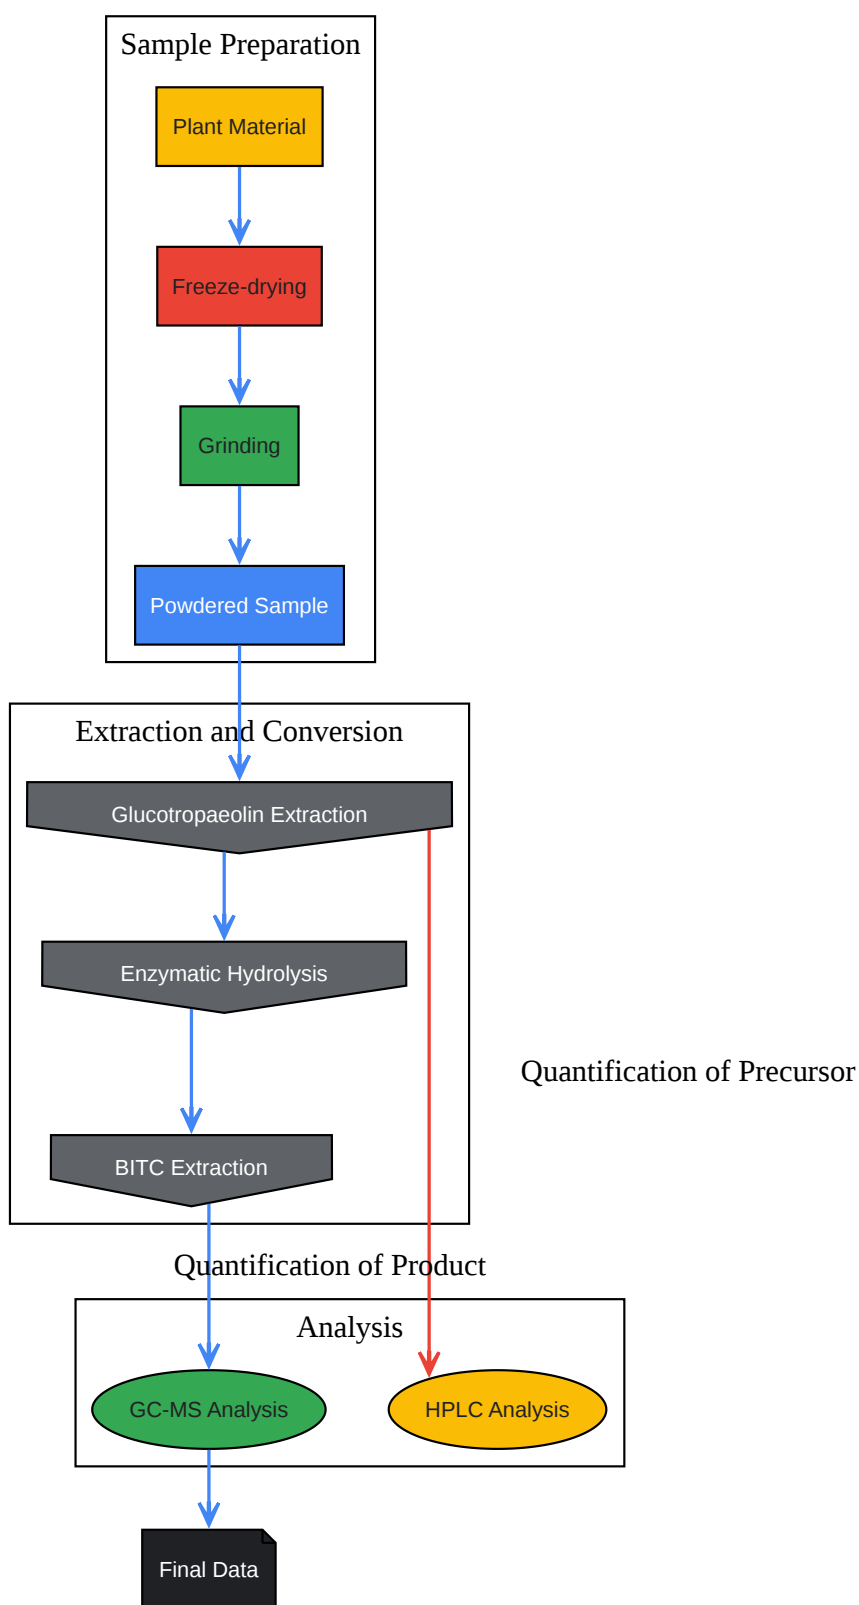 Sample Preparation
Plant Material
Freeze-drying
Grinding
Powdered Sample
Extraction and Conversion
Glucotropaeolin Extraction
Enzymatic Hydrolysis
Quantification of Precursor
BITC Extraction
Quantification of Product
Analysis
GC-MS Analysis
HPLC Analysis
Final Data